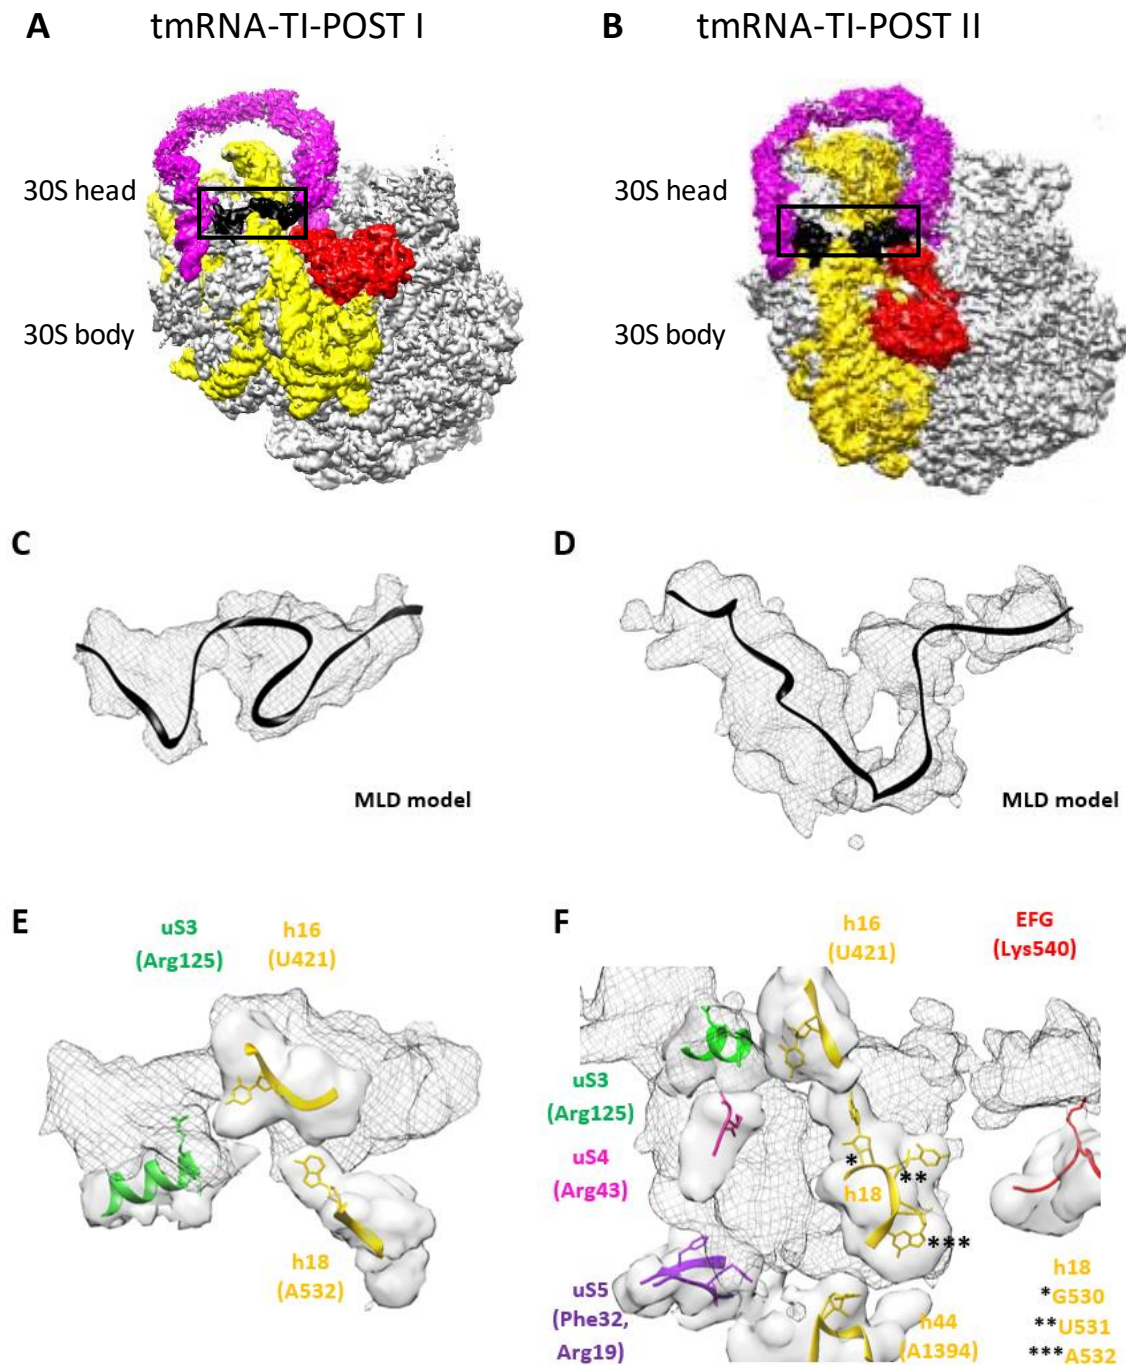 A tmRNA-TI-POST I
B tmRNA-TI-POST II
30S head
30S head
30S body
30S body
C
D
MLD model
MLD model
E
uS3
(Arg125)
h16
(U421)
h18
(A532)
F
h16
(U421)
EFG
(Lys540)
uS3
(Arg125)
uS4
(Arg43)
*
**
h18
***
uS5
(Phe32,
Arg19)
h44
(A1394)
h18
*G530
**U531
***A532